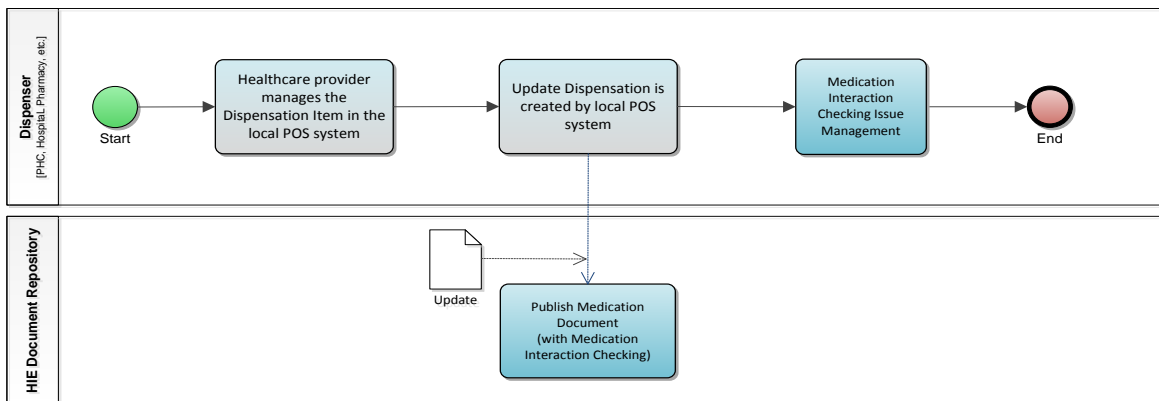 Dispenser
[PHC, Hospital Pharmacy, etc.]
Start
Healthcare provider
manages the
Dispensation Item in the
local POS system
Update Dispensation is
created by local POS
system
Medication
Interaction
Checking Issue
Management
End
HIE Document Repository
Update
Publish Medication
Document
(with Medication
Interaction Checking)